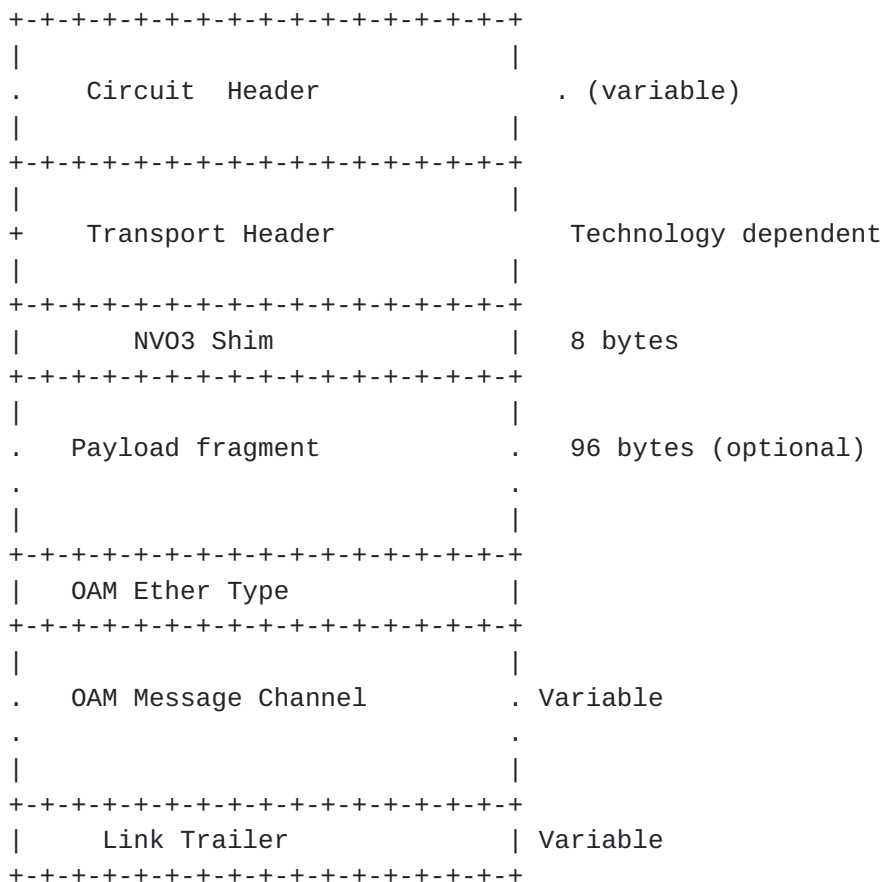 +-+-+-+-+-+-+-+-+-+-+-+-+-+-+-+-+
|                               |
.    Circuit  Header               . (variable)
|                               |
+-+-+-+-+-+-+-+-+-+-+-+-+-+-+-+-+
|                               |
+    Transport Header               Technology dependent
|                               |
+-+-+-+-+-+-+-+-+-+-+-+-+-+-+-+-+
|       NVO3 Shim               |   8 bytes
+-+-+-+-+-+-+-+-+-+-+-+-+-+-+-+-+
|                               |
.   Payload fragment            .   96 bytes (optional)
.                               .
|                               |
+-+-+-+-+-+-+-+-+-+-+-+-+-+-+-+-+
|   OAM Ether Type              |
+-+-+-+-+-+-+-+-+-+-+-+-+-+-+-+-+
|                               |
.   OAM Message Channel         . Variable
.                               .
|                               |
+-+-+-+-+-+-+-+-+-+-+-+-+-+-+-+-+
|     Link Trailer              | Variable
+-+-+-+-+-+-+-+-+-+-+-+-+-+-+-+-+